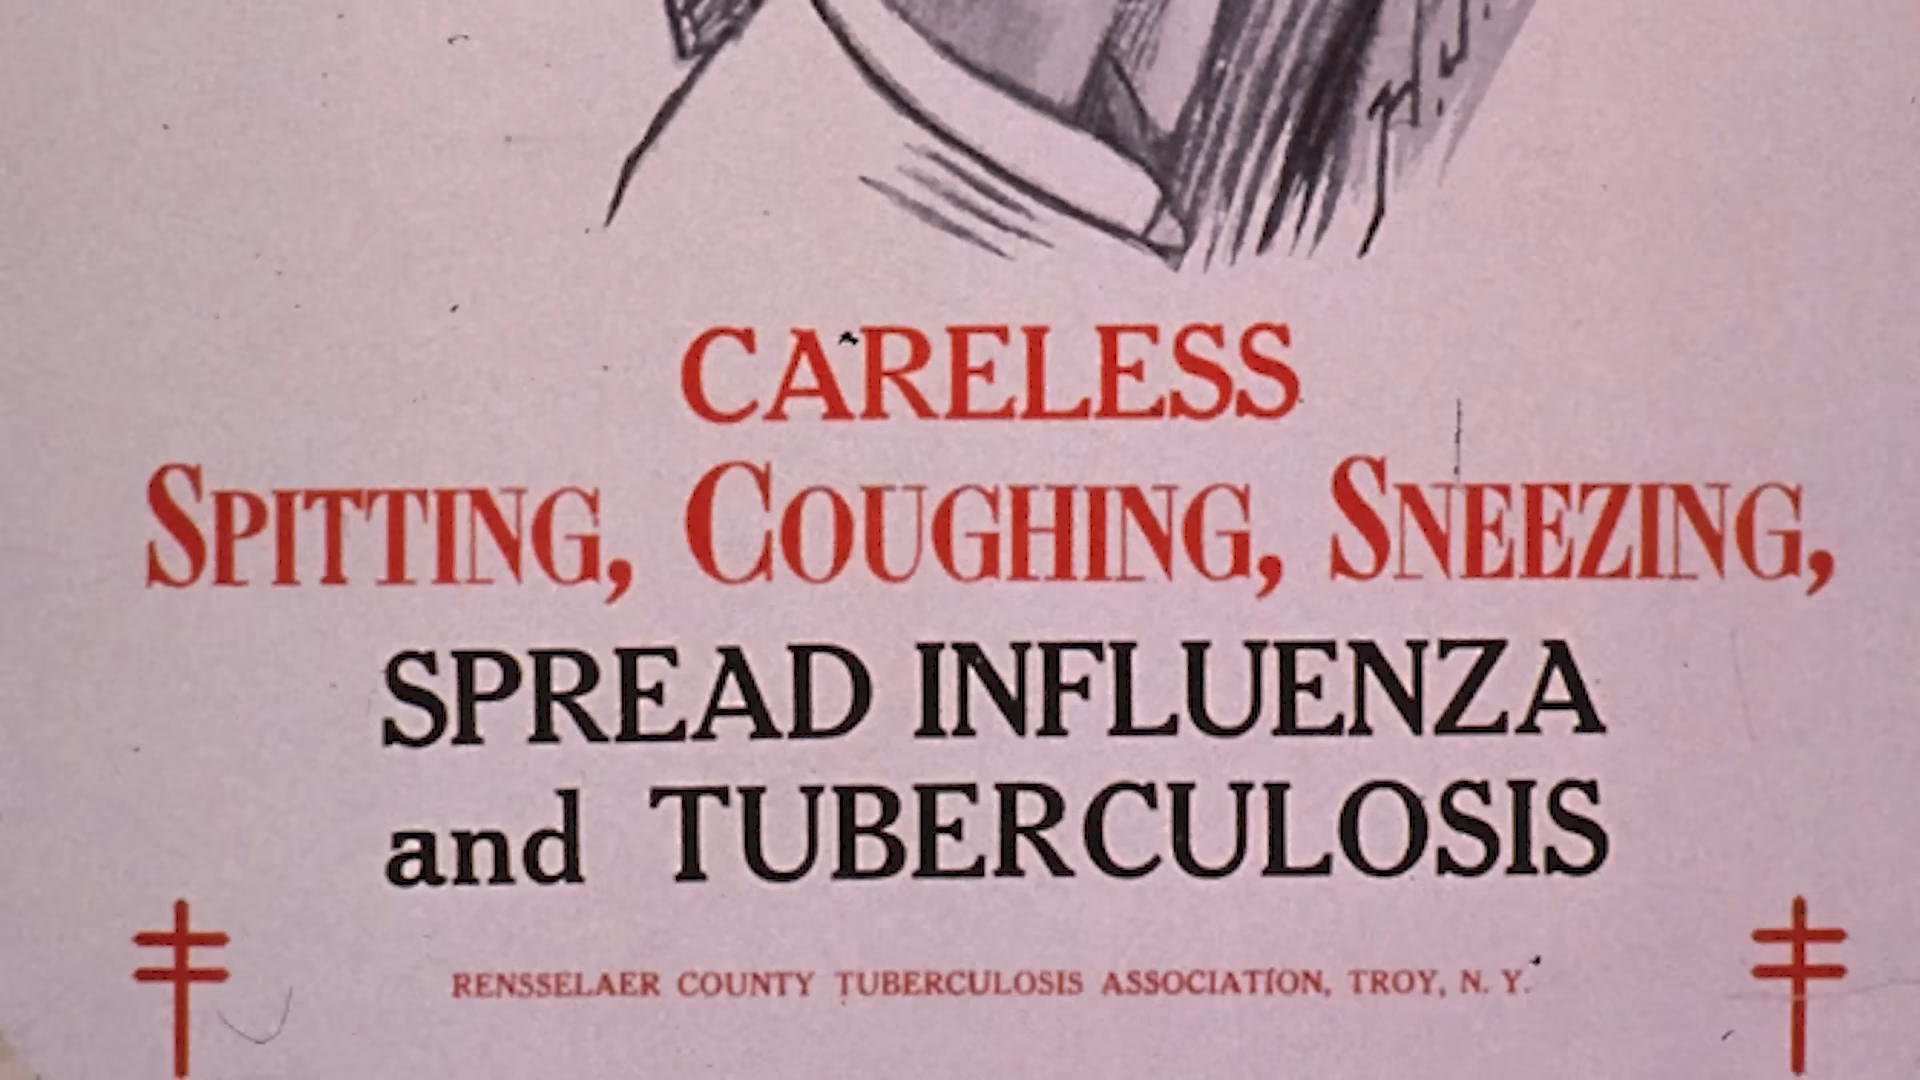 CARELESS
SPITTING, COUGHING, SNEEZING,
SPREAD INFLUENZA
and TUBERCULOSIS
RENSSELAER COUNTY TUBERCULOSIS ASSOCIATION, TROY, N. Y.